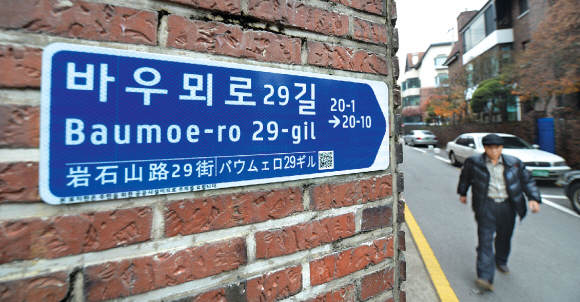 바우뫼로 29길
20-1
→20-10
Baumoe-ro 29-gil
岩石山路29街 バウムェロ29ギル